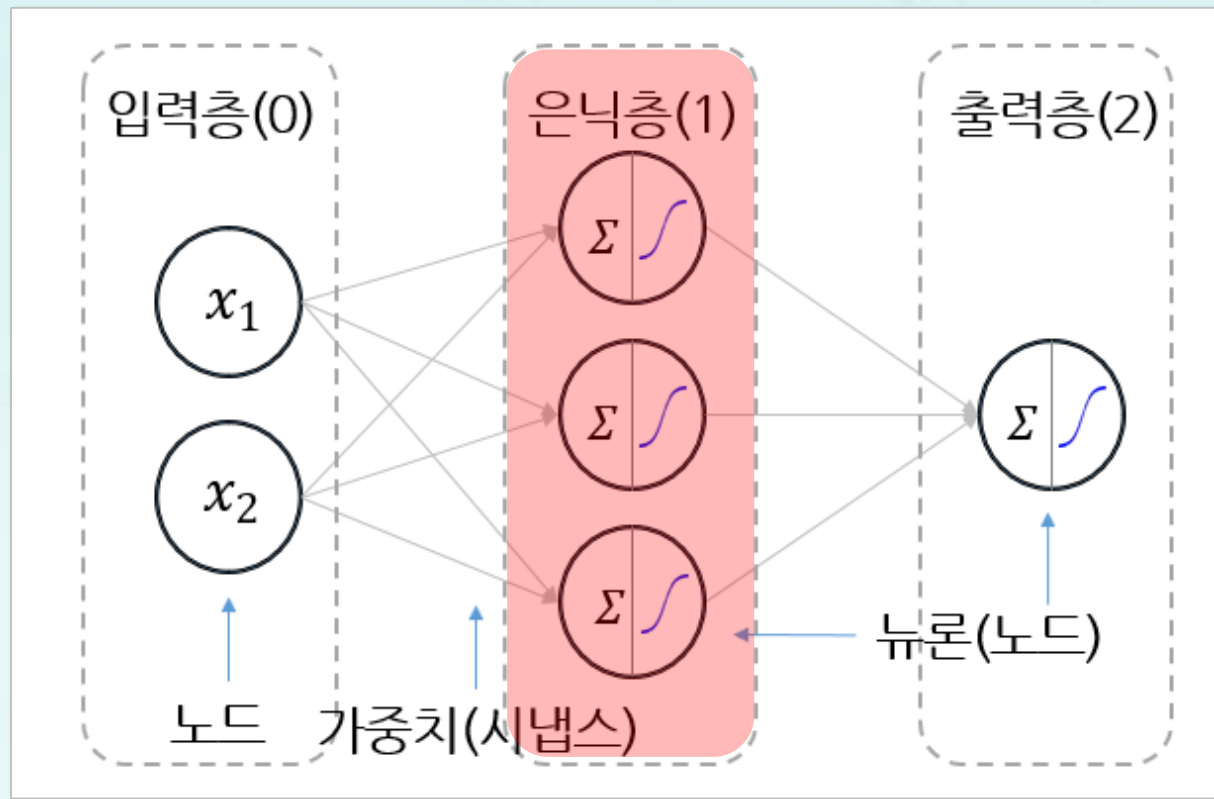 입력층(0)
은닉층(1)
출력층(2)
x₁
x₂
Σ
Σ
Σ
Σ
노드
가중치(시냅스)
뉴론(노드)